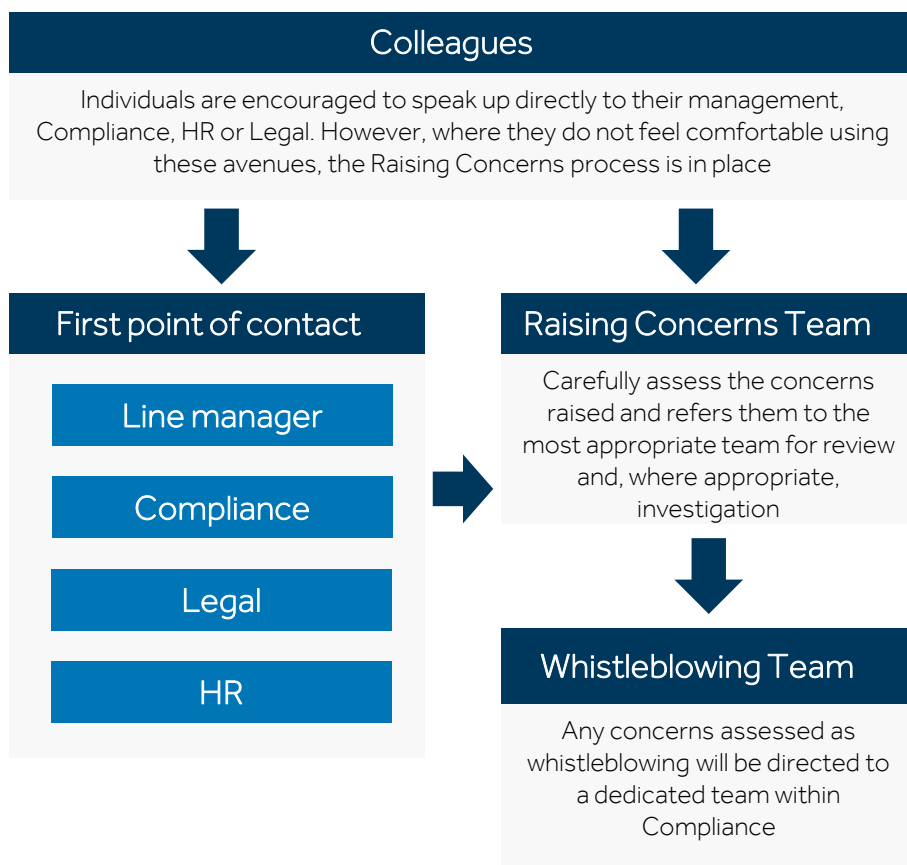 Colleagues
Individuals are encouraged to speak up directly to their management,
Compliance, HR or Legal. However, where they do not feel comfortable using
these avenues, the Raising Concerns process is in place
First point of contact
Line manager
Compliance
Legal
HR
Raising Concerns Team
Carefully assess the concerns
raised and refers them to the
most appropriate team for review
and, where appropriate,
investigation
Whistleblowing Team
Any concerns assessed as
whistleblowing will be directed to
a dedicated team within
Compliance